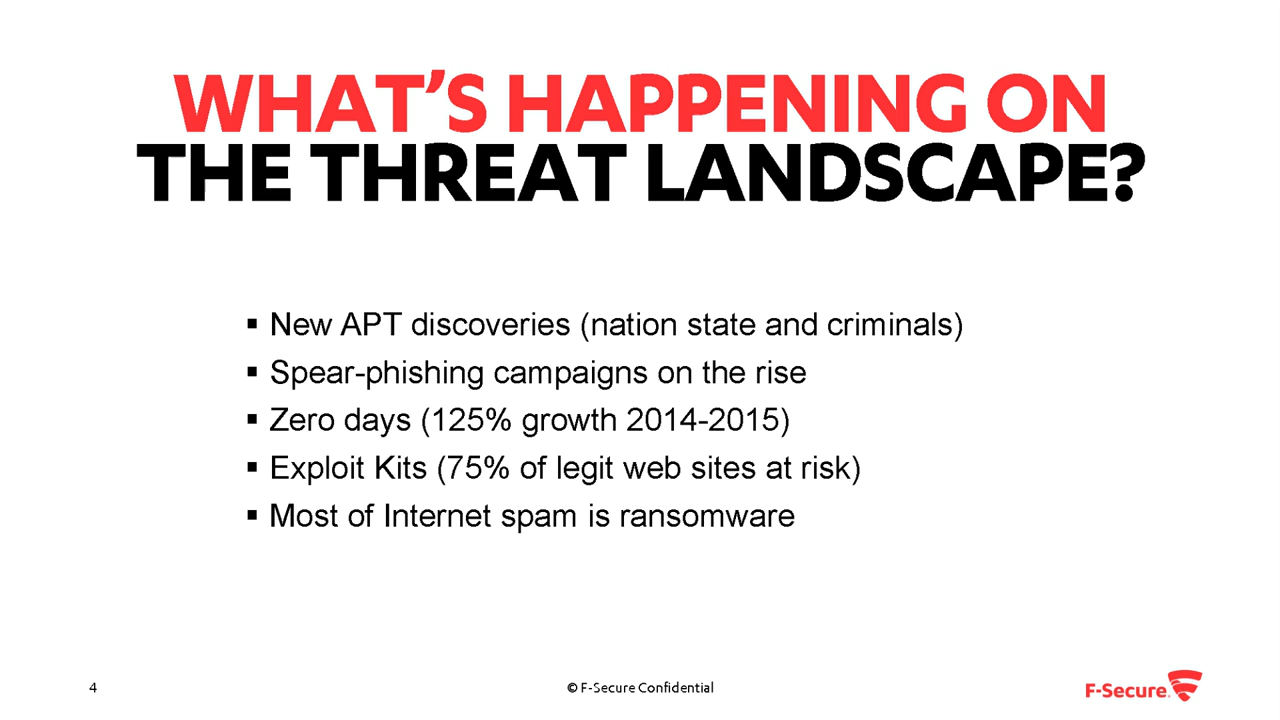 WHAT’S HAPPENING ON
THE THREAT LANDSCAPE?
▪ New APT discoveries (nation state and criminals)
▪ Spear-phishing campaigns on the rise
▪ Zero days (125% growth 2014-2015)
▪ Exploit Kits (75% of legit web sites at risk)
▪ Most of Internet spam is ransomware
4
© F-Secure Confidential
F-Secure.